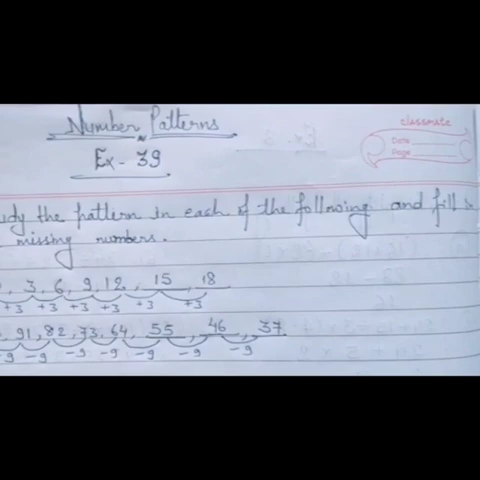 Number Patterns
classmate
Date
Page
Ex - 39
the pattern in each of the following and fill
missing numbers.
, 3, 6, 9, 12, 15, 18
+3 +3 +3 +3 +3 +3
, 91, 82, 73, 64, 55, 46, 37
-9 -9 -9 -9 -9 -9 -9